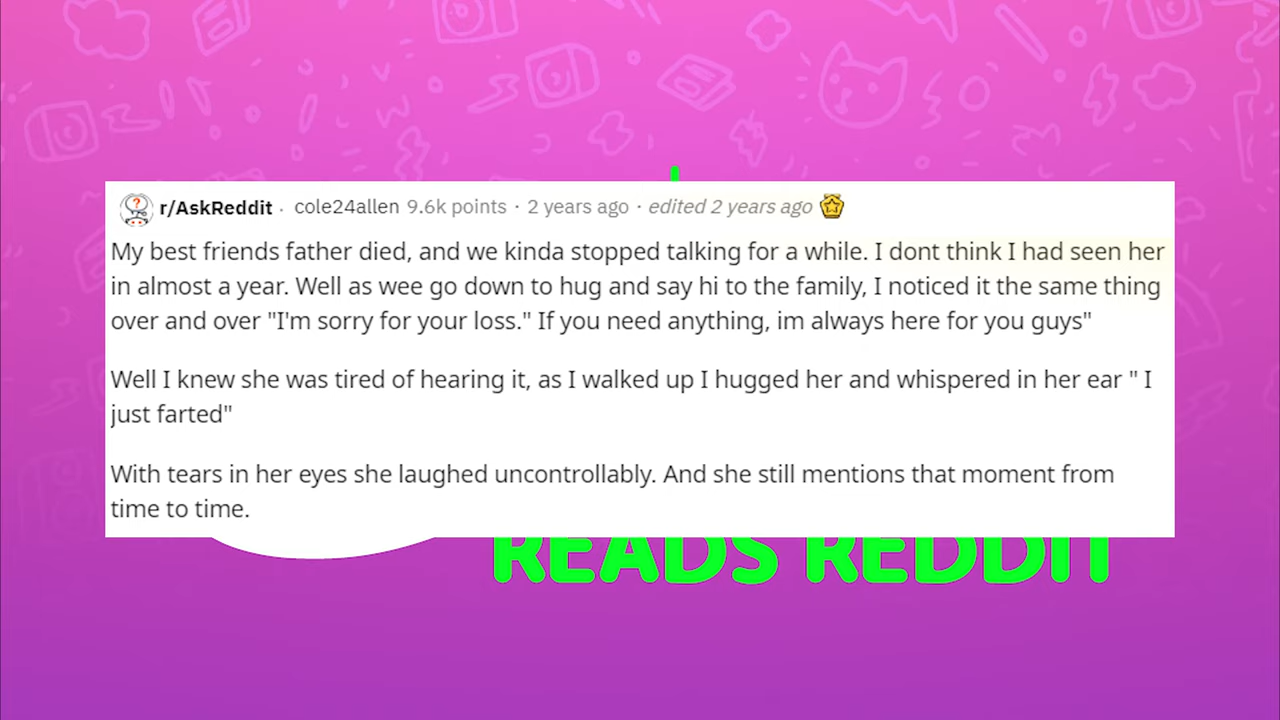 r/AskReddit · cole24allen 9.6k points · 2 years ago · edited 2 years ago
My best friends father died, and we kinda stopped talking for a while. I dont think I had seen her
in almost a year. Well as wee go down to hug and say hi to the family, I noticed it the same thing
over and over "I'm sorry for your loss." If you need anything, im always here for you guys"
Well I knew she was tired of hearing it, as I walked up I hugged her and whispered in her ear " I
just farted"
With tears in her eyes she laughed uncontrollably. And she still mentions that moment from
time to time.
READS REDDIT